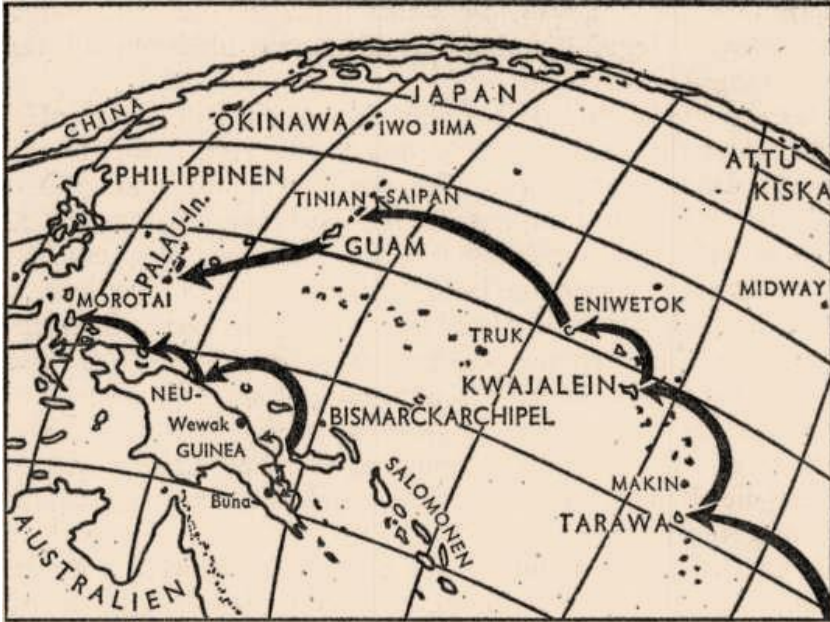 JAPAN
CHINA
OKINAWA
IWO JIMA
ATTU
KISKA
PHILIPPINEN
TINIAN
SAIPAN
PALAU-In.
GUAM
MIDWAY
MOROTAI
ENIWETOK
TRUK
KWAJALEIN
NEU-
GUINEA
Wewak
BISMARCKARCHIPEL
SALOMONEN
MAKIN
Buna
TARAWA
AUSTRALIEN